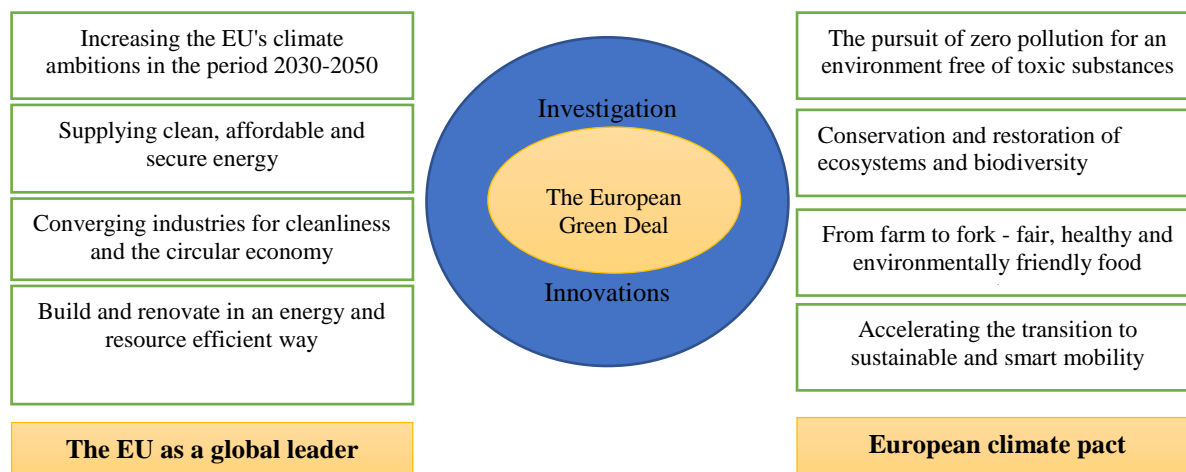 Increasing the EU's climate
ambitions in the period 2030-2050
Supplying clean, affordable and
secure energy
Converging industries for cleanliness
and the circular economy
Build and renovate in an energy and
resource efficient way
The EU as a global leader
Investigation
The European
Green Deal
Innovations
The pursuit of zero pollution for an
environment free of toxic substances
Conservation and restoration of
ecosystems and biodiversity
From farm to fork - fair, healthy and
environmentally friendly food
Accelerating the transition to
sustainable and smart mobility
European climate pact